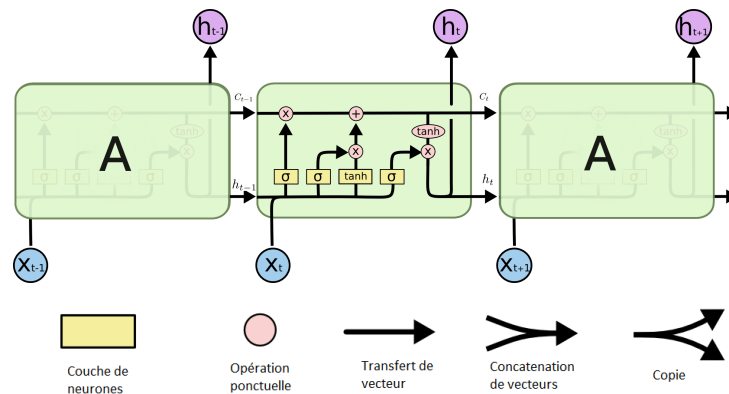 h t-1
h t
h t+1
C t-1
C t
A
x
+
tanh
x
x
σ
σ
tanh
σ
A
h t-1
h t
X t-1
X t
X t+1
Couche de
neurones
Opération
ponctuelle
Transfert de
vecteur
Concatenation
de vecteurs
Copie